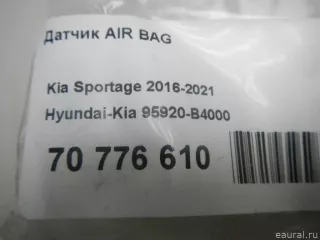 Датчик AIR BAG
Kia Sportage 2016-2021
Hyundai-Kia 95920-B4000
70 776 610
eaural.ru